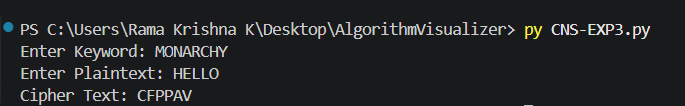 PS C:\Users\Rama Krishna K\Desktop\AlgorithmVisualizer> py CNS-EXP3.py
Enter Keyword: MONARCHY
Enter Plaintext: HELLO
Cipher Text: CFPPAV